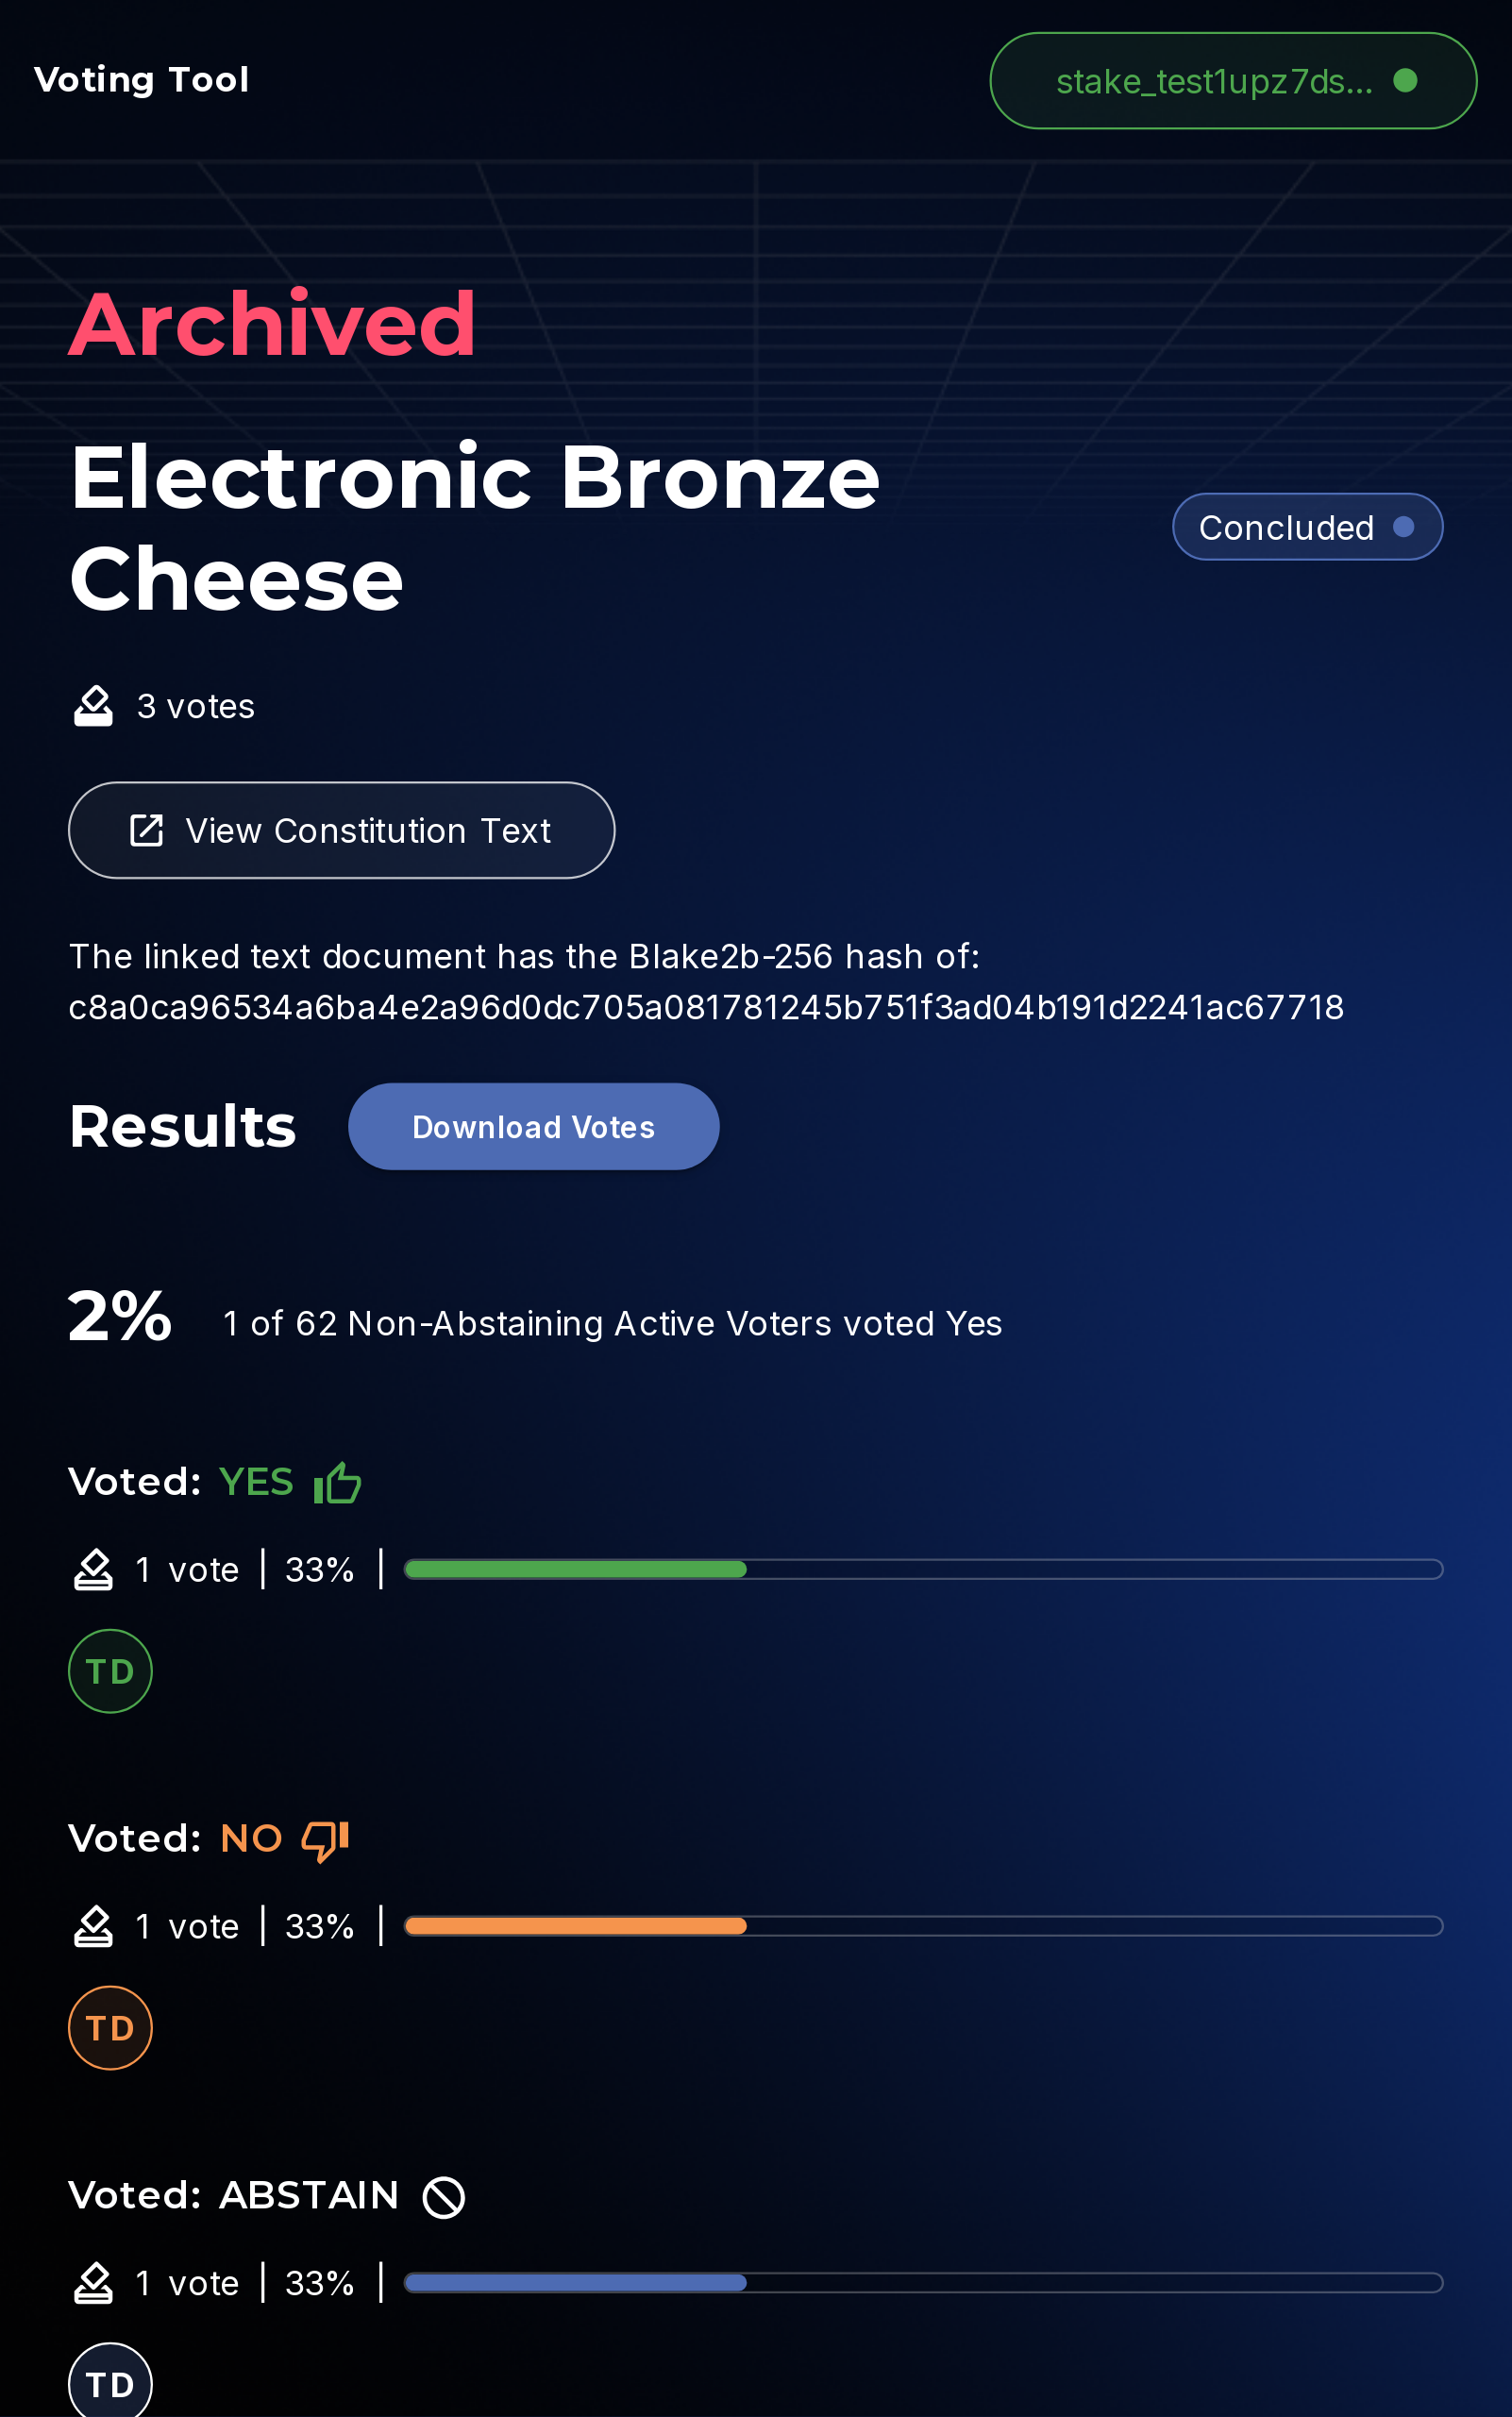 Voting Tool
stake_test1upz7ds...
Archived
Electronic Bronze
Cheese
Concluded
3 votes
View Constitution Text
The linked text document has the Blake2b-256 hash of:
c8a0ca96534a6ba4e2a96d0dc705a081781245b751f3ad04b191d2241ac67718
Results
Download Votes
2%
1 of 62 Non-Abstaining Active Voters voted Yes
Voted: YES
1 vote | 33% |
TD
Voted: NO
1 vote | 33% |
TD
Voted: ABSTAIN
1 vote | 33% |
TD